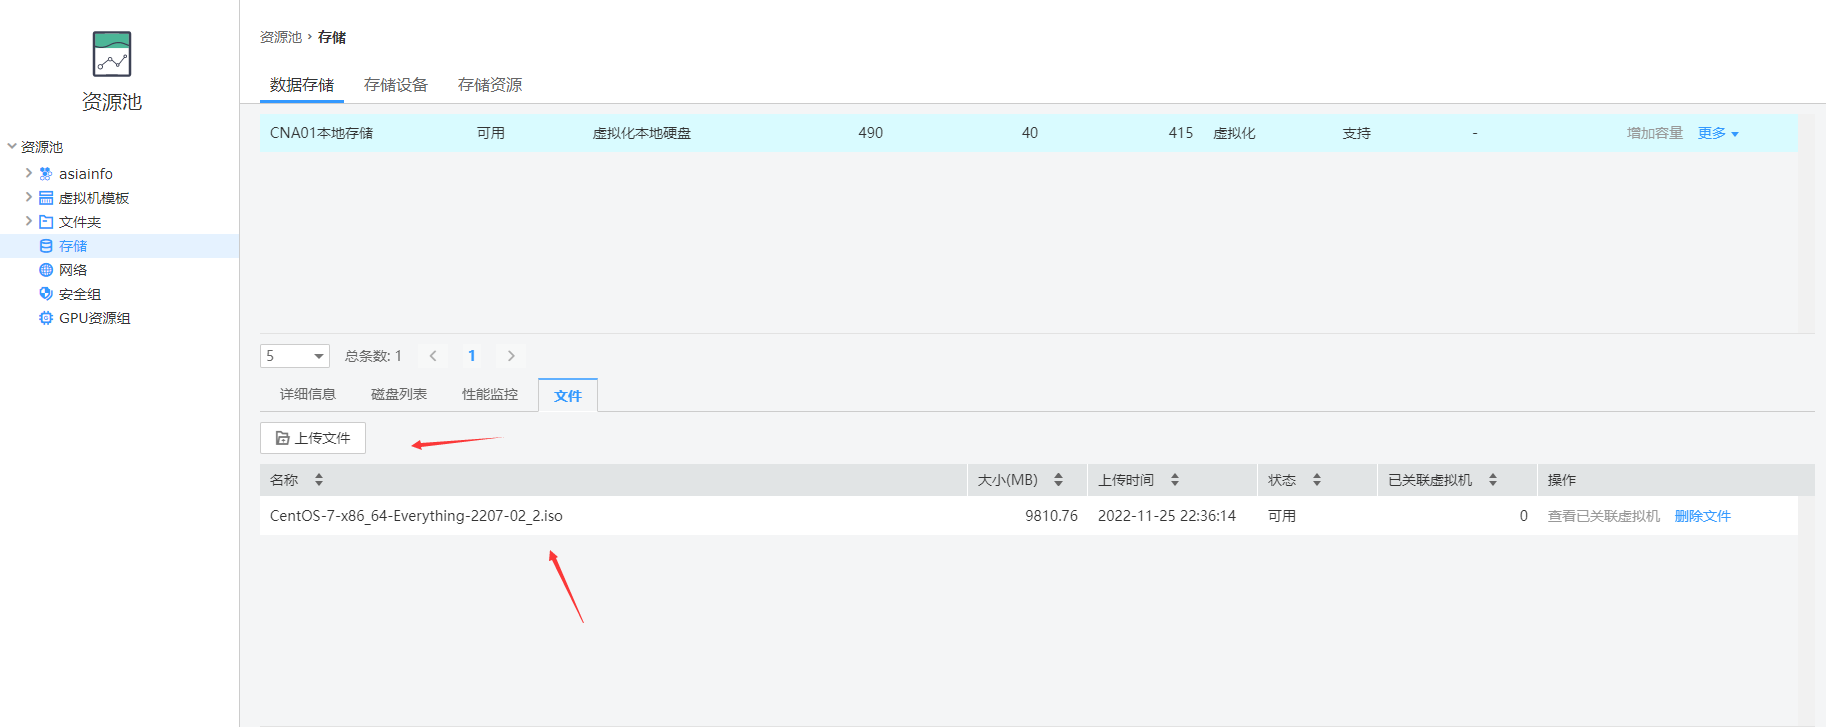 资源池
资源池
asiainfo
虚拟机模板
文件夹
存储
网络
安全组
GPU资源组
资源池 › 存储
数据存储 存储设备 存储资源
CNA01本地存储 可用 虚拟化本地硬盘 490 40 415 虚拟化 支持 - 增加容量 更多
5 总条数: 1 1
详细信息 磁盘列表 性能监控 文件
上传文件
名称 大小(MB) 上传时间 状态 已关联虚拟机 操作
CentOS-7-x86_64-Everything-2207-02_2.iso 9810.76 2022-11-25 22:36:14 可用 0 查看已关联虚拟机 删除文件